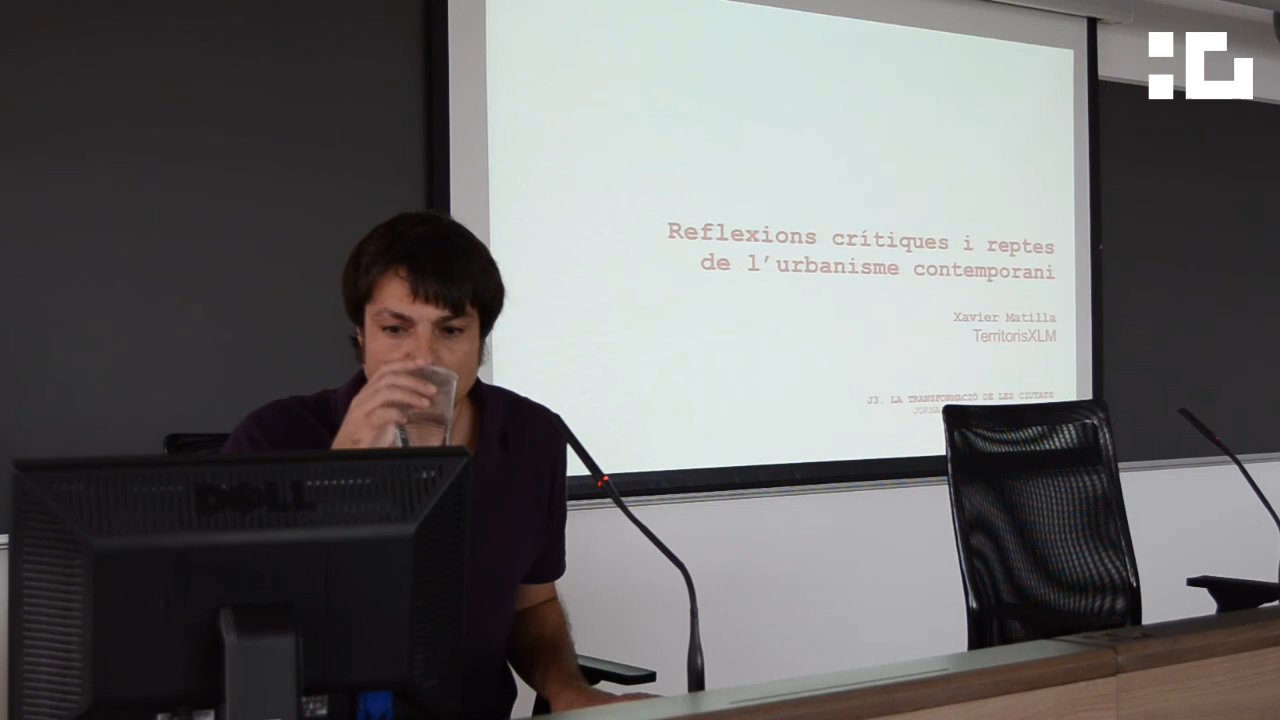 Reflexions crítiques i reptes
de l’urbanisme contemporani
Xavier Matilla
TerritorisXLM
J3. LA TRANSFORMACIÓ DE LES CIUTATS
DELL